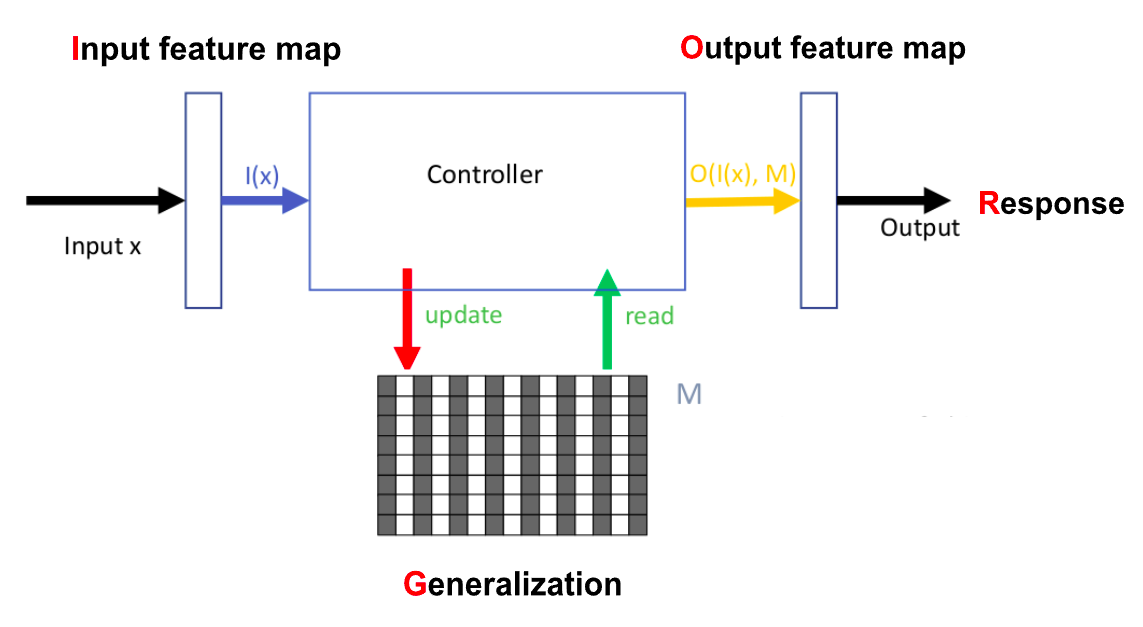 Input feature map
Output feature map
I(x)
Controller
O(I(x), M)
Input x
Output
Response
update
read
M
Generalization